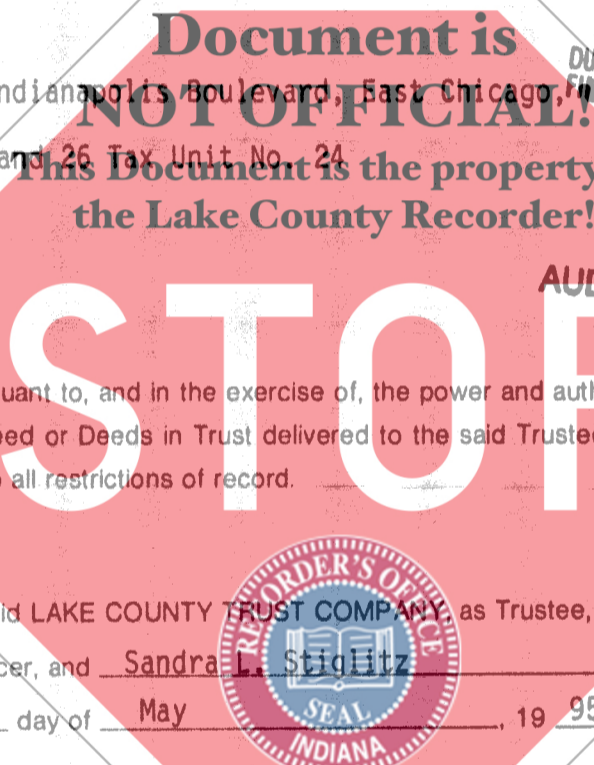 Document is
ndianapolis Boulevard, East Chicago,
NOT OFFICIAL!
and 26 Tax Unit No. 24
This Document is the property
the Lake County Recorder!
AUD
STOP
uant to, and in the exercise of, the power and auth
eed or Deeds in Trust delivered to the said Trustee
all restrictions of record.
RECORDER'S OFFICE
id LAKE COUNTY TRUST COMPANY, as Trustee,
cer, and Sandra L. Stiglitz
SEAL
day of May , 19 95
INDIANA